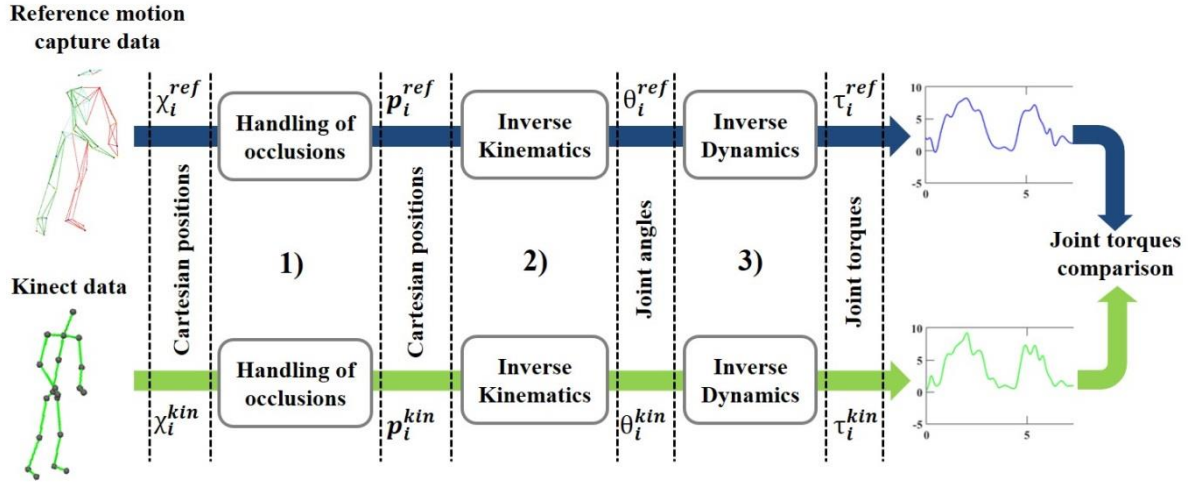 Reference motion
capture data
χ_i^{ref}
Handling of
occlusions
p_i^{ref}
Inverse
Kinematics
θ_i^{ref}
Inverse
Dynamics
τ_i^{ref}
10
5
0
-5
0
5
Cartesian positions
1)
Cartesian positions
2)
Joint angles
3)
Joint torques
Joint torques
comparison
Kinect data
χ_i^{kin}
Handling of
occlusions
p_i^{kin}
Inverse
Kinematics
θ_i^{kin}
Inverse
Dynamics
τ_i^{kin}
10
5
0
-5
0
5